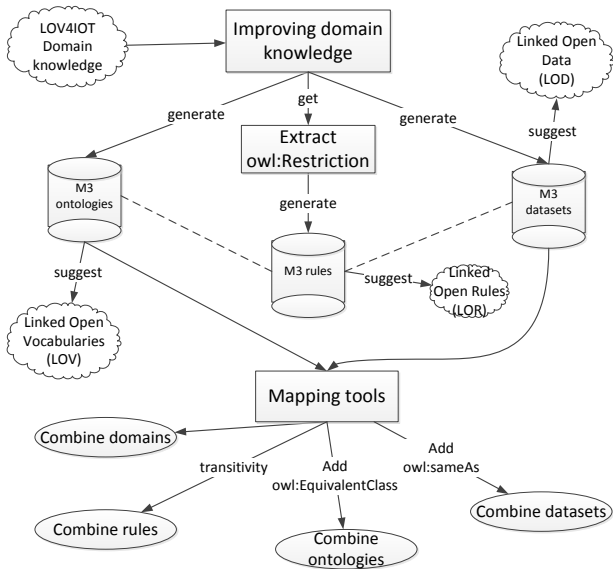 LOV4IOT
Domain
knowledge
Improving domain
knowledge
Linked Open
Data
(LOD)
generate
get
generate
suggest
Extract
owl:Restriction
generate
M3
ontologies
M3
datasets
M3 rules
suggest
suggest
Linked
Open Rules
(LOR)
Linked Open
Vocabularies
(LOV)
Mapping tools
Combine domains
transitivity
Add
owl:EquivalentClass
Add
owl:sameAs
Combine rules
Combine
ontologies
Combine datasets